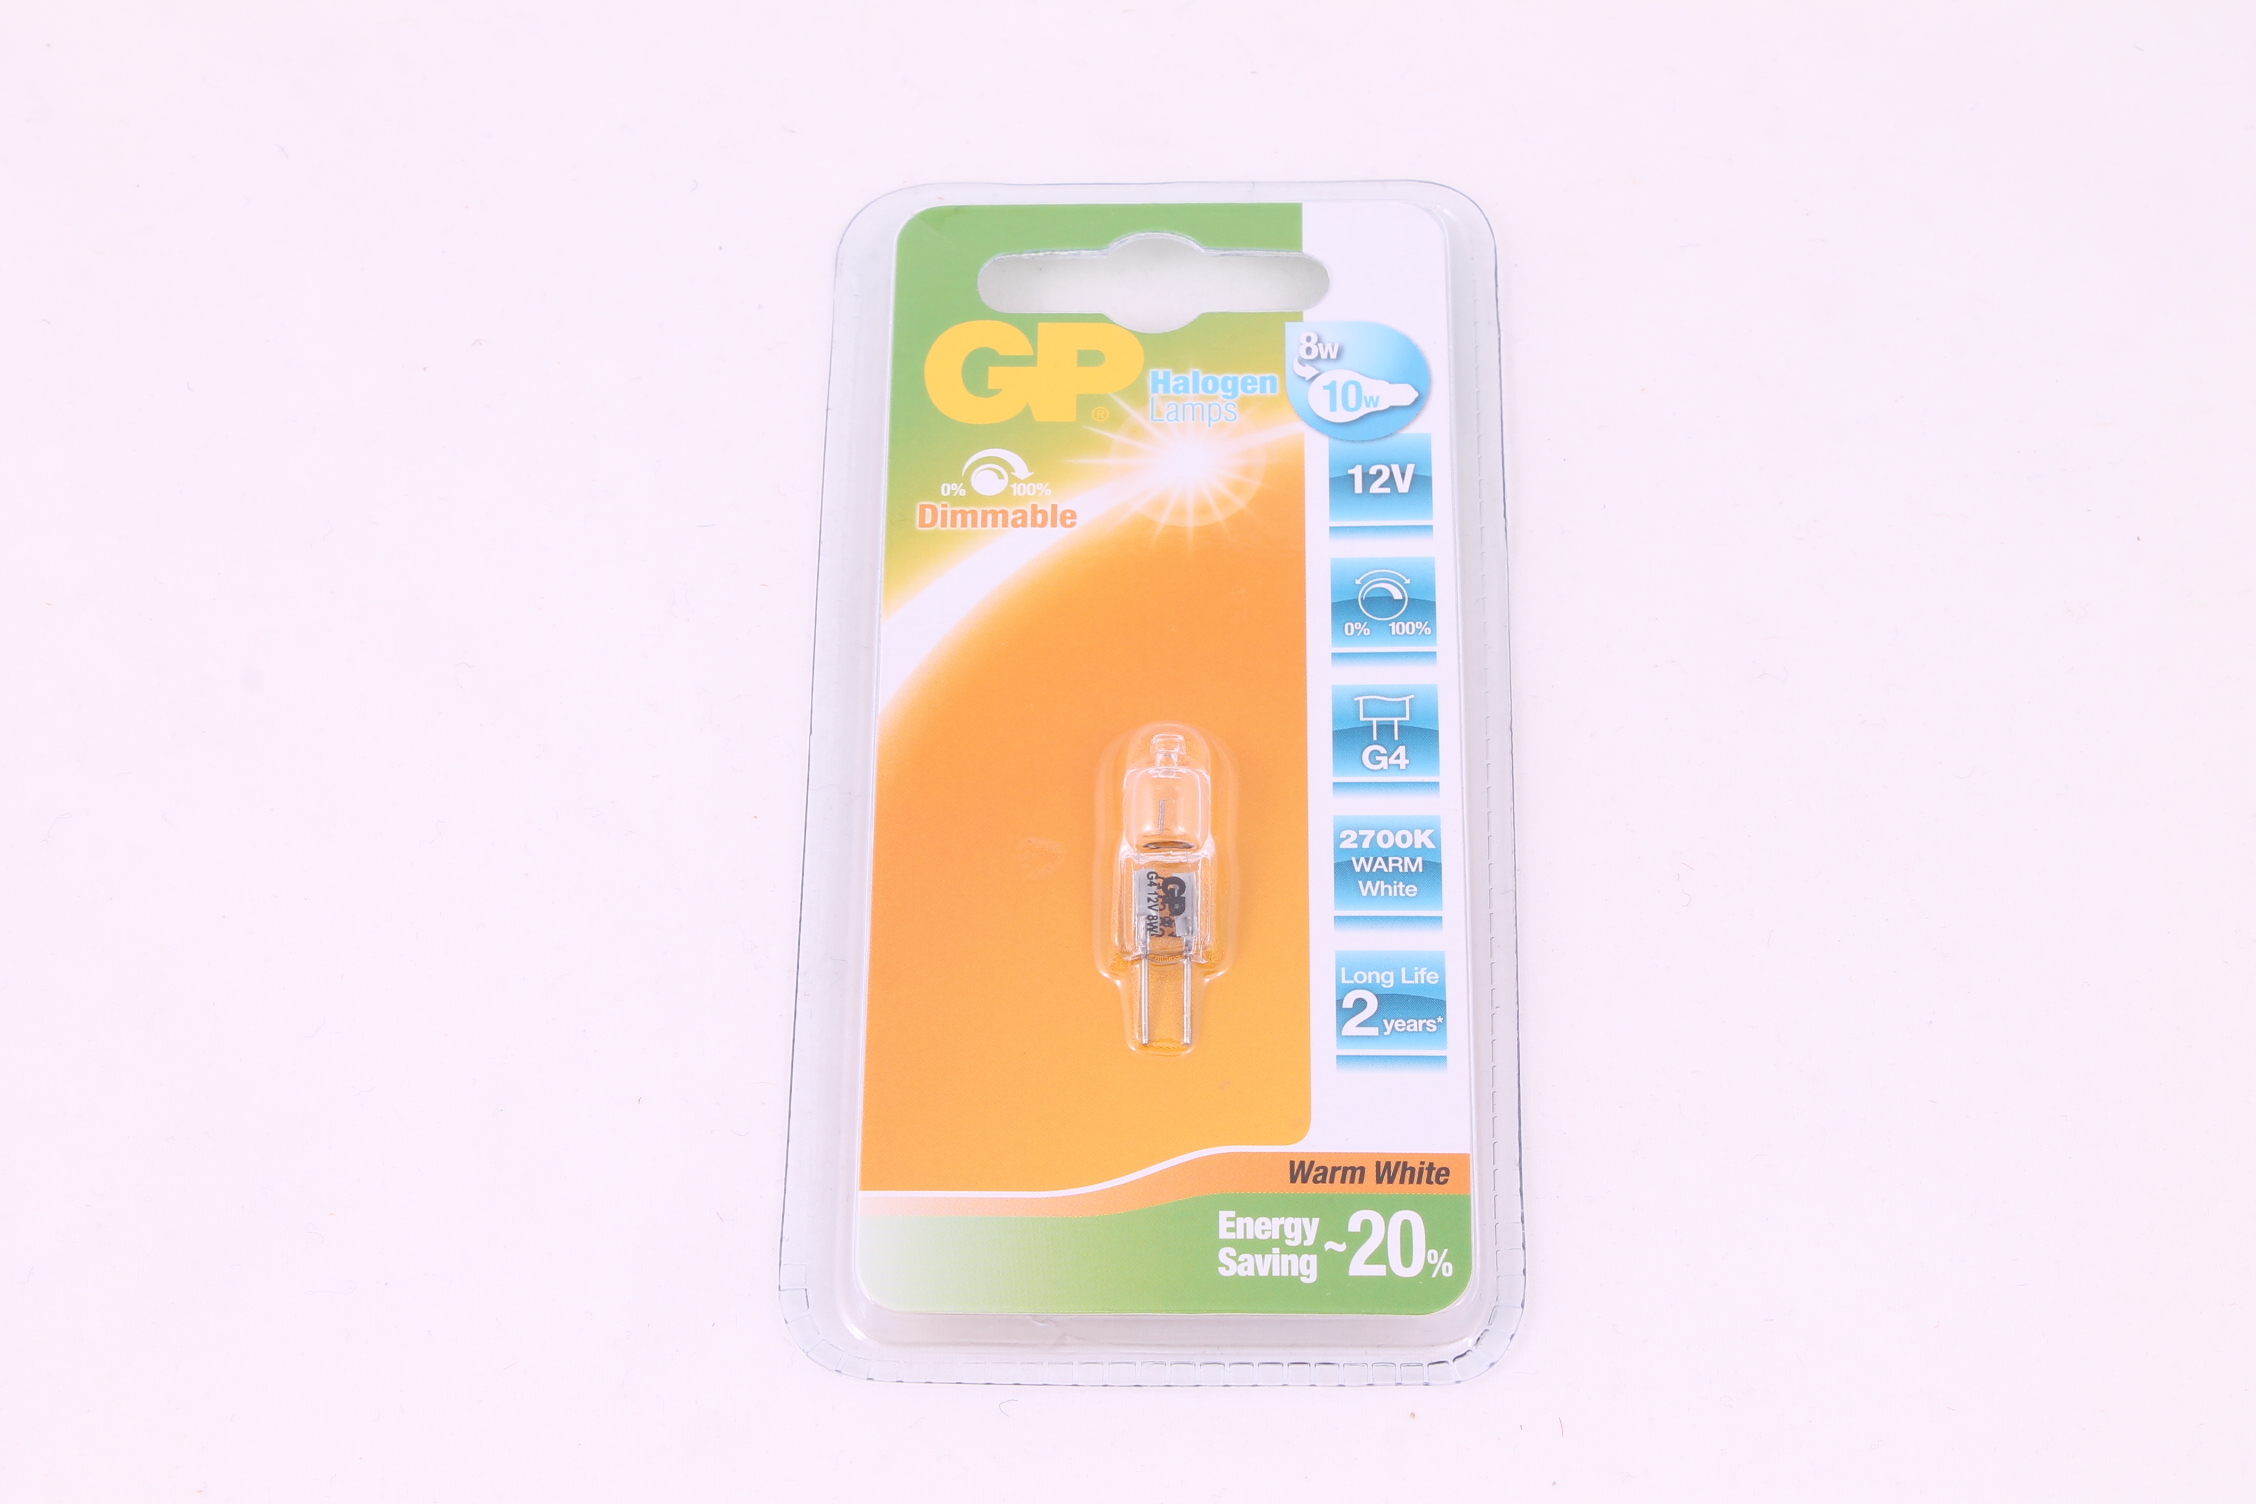 GP®
Halogen
Lamps
8W
10W
0% 100%
Dimmable
12V
0% 100%
G4
2700K
WARM
White
Long Life
2 years*
GP
G4 12V 8W
Warm White
Energy
Saving ~20%